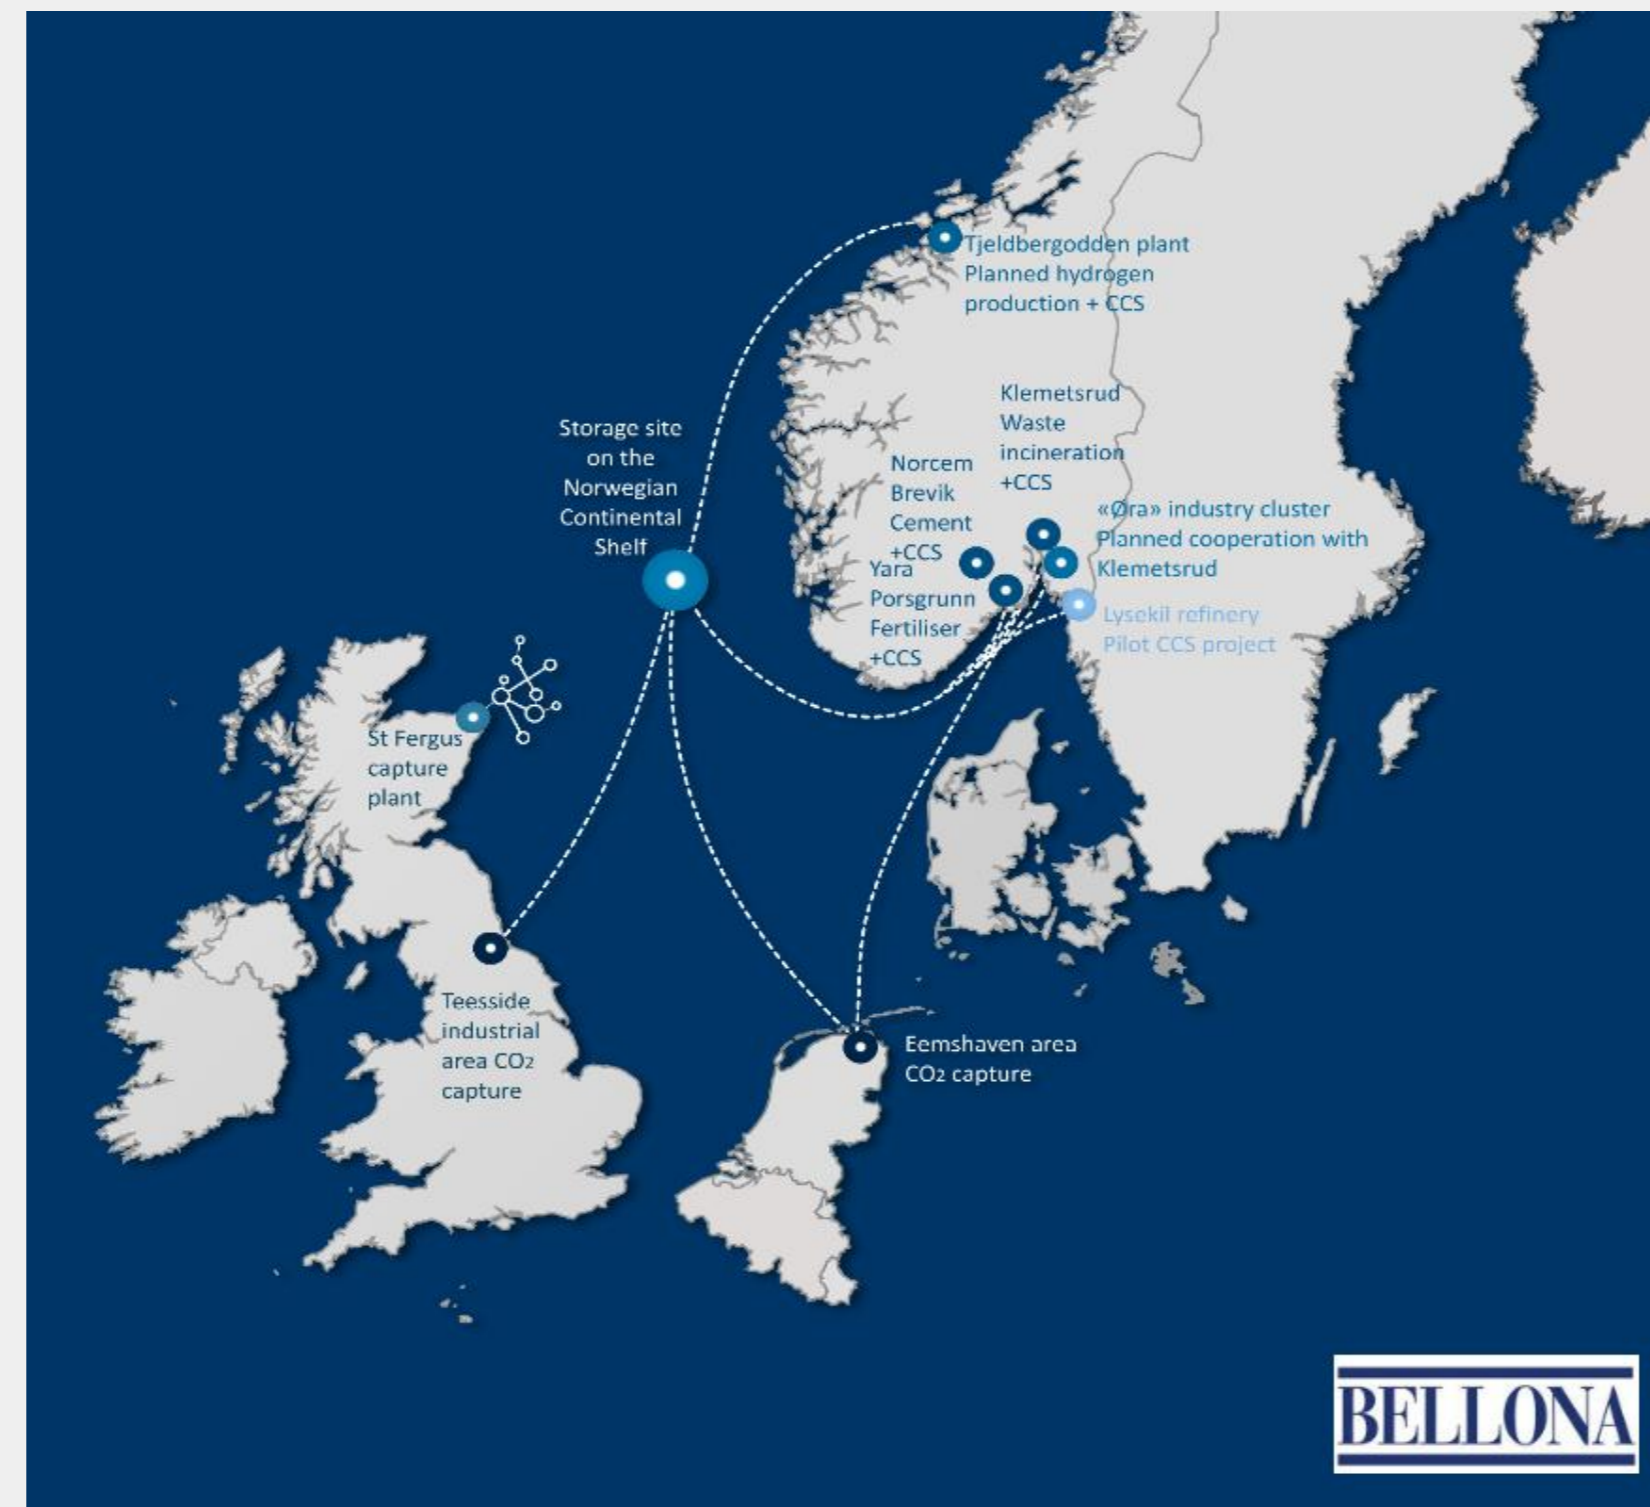 Tjeldbergodden plant
Planned hydrogen
production + CCS
Klemetsrud
Waste
incineration
+CCS
Storage site
on the
Norwegian
Continental
Shelf
Norcem
Brevik
Cement
+CCS
«Øra» industry cluster
Planned cooperation with
Klemetsrud
Yara
Porsgrunn
Fertiliser
+CCS
Lysekil refinery
Pilot CCS project
St Fergus
capture
plant
Teesside
industrial
area CO2
capture
Eemshaven area
CO2 capture
BELLONA